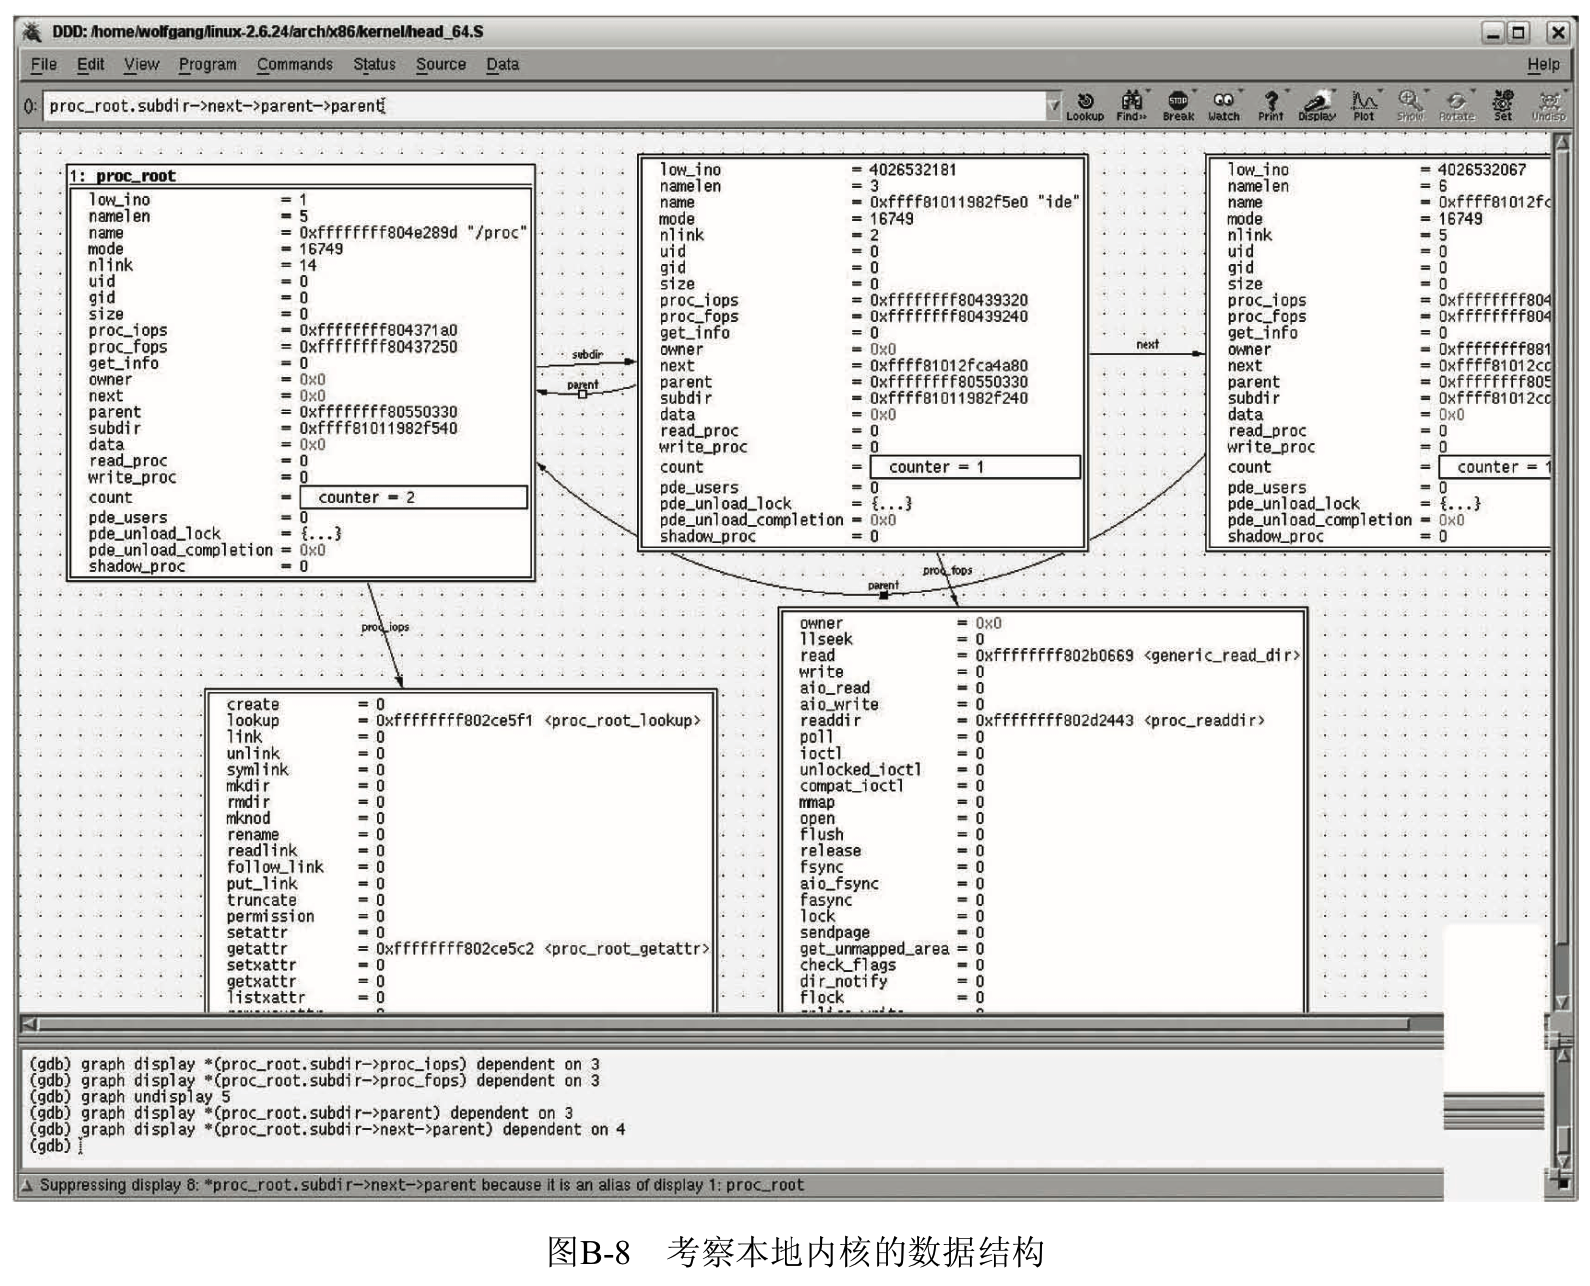 DDD: /home/wolfgang/linux-2.6.24/arch/x86/kernel/head_64.S
File Edit View Program Commands Status Source Data Help
(): proc_root.subdir->next->parent->parent
Lookup Find» Break Watch Print Display Plot Show Rotate Set Undisp
1: proc_root
low_ino = 1
namelen = 5
name = 0xffffffff804e289d "/proc"
mode = 16749
nlink = 14
uid = 0
gid = 0
size = 0
proc_iops = 0xffffffff804371a0
proc_fops = 0xffffffff80437250
get_info = 0
owner = 0x0
next = 0x0
parent = 0xffffffff80550330
subdir = 0xffff81011982f540
data = 0x0
read_proc = 0
write_proc = 0
count = counter = 2
pde_users = 0
pde_unload_lock = {...}
pde_unload_completion = 0x0
shadow_proc = 0
subdir
parent
low_ino = 4026532181
namelen = 3
name = 0xffff81011982f5e0 "ide"
mode = 16749
nlink = 2
uid = 0
gid = 0
size = 0
proc_iops = 0xffffffff80439320
proc_fops = 0xffffffff80439240
get_info = 0
owner = 0x0
next = 0xffff81012fca4a80
parent = 0xffffffff80550330
subdir = 0xffff81011982f240
data = 0x0
read_proc = 0
write_proc = 0
count = counter = 1
pde_users = 0
pde_unload_lock = {...}
pde_unload_completion = 0x0
shadow_proc = 0
next
low_ino = 4026532067
namelen = 6
name = 0xffff81012fc
mode = 16749
nlink = 5
uid = 0
gid = 0
size = 0
proc_iops = 0xffffffff804
proc_fops = 0xffffffff804
get_info = 0
owner = 0xffffffff881
next = 0xffff81012cc
parent = 0xffffffff805
subdir = 0xffff81012cc
data = 0x0
read_proc = 0
write_proc = 0
count = counter = 1
pde_users = 0
pde_unload_lock = {...}
pde_unload_completion = 0x0
shadow_proc = 0
proc_fops
parent
proc_iops
create = 0
lookup = 0xffffffff802ce5f1 <proc_root_lookup>
link = 0
unlink = 0
symlink = 0
mkdir = 0
rmdir = 0
mknod = 0
rename = 0
readlink = 0
follow_link = 0
put_link = 0
truncate = 0
permission = 0
setattr = 0
getattr = 0xffffffff802ce5c2 <proc_root_getattr>
setxattr = 0
getxattr = 0
listxattr = 0
owner = 0x0
llseek = 0
read = 0xffffffff802b0669 <generic_read_dir>
write = 0
aio_read = 0
aio_write = 0
readdir = 0xffffffff802d2443 <proc_readdir>
poll = 0
ioctl = 0
unlocked_ioctl = 0
compat_ioctl = 0
mmap = 0
open = 0
flush = 0
release = 0
fsync = 0
aio_fsync = 0
fasync = 0
lock = 0
sendpage = 0
get_unmapped_area = 0
check_flags = 0
dir_notify = 0
flock = 0
(gdb) graph display *(proc_root.subdir->proc_iops) dependent on 3
(gdb) graph display *(proc_root.subdir->proc_fops) dependent on 3
(gdb) graph undisplay 5
(gdb) graph display *(proc_root.subdir->parent) dependent on 3
(gdb) graph display *(proc_root.subdir->next->parent) dependent on 4
(gdb)
Suppressing display 8: *proc_root.subdir->next->parent because it is an alias of display 1: proc_root
图B-8 考察本地内核的数据结构